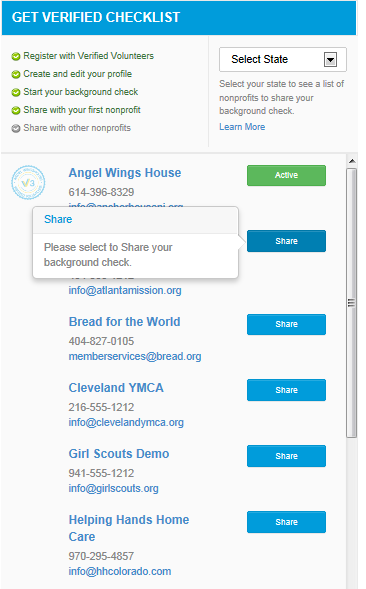 GET VERIFIED CHECKLIST
Register with Verified Volunteers
Create and edit your profile
Start your background check
Share with your first nonprofit
Share with other nonprofits
Select State
Select your state to see a list of
nonprofits to share your
background check.
Learn More
Angel Wings House
614-396-8329
Active
Share
Please select to Share your
background check.
Share
info@atlantamission.org
Bread for the World
404-827-0105
memberservices@bread.org
Share
Cleveland YMCA
216-555-1212
info@clevelandymca.org
Share
Girl Scouts Demo
941-555-1212
info@girlscouts.org
Share
Helping Hands Home
Care
970-295-4857
info@hhcolorado.com
Share